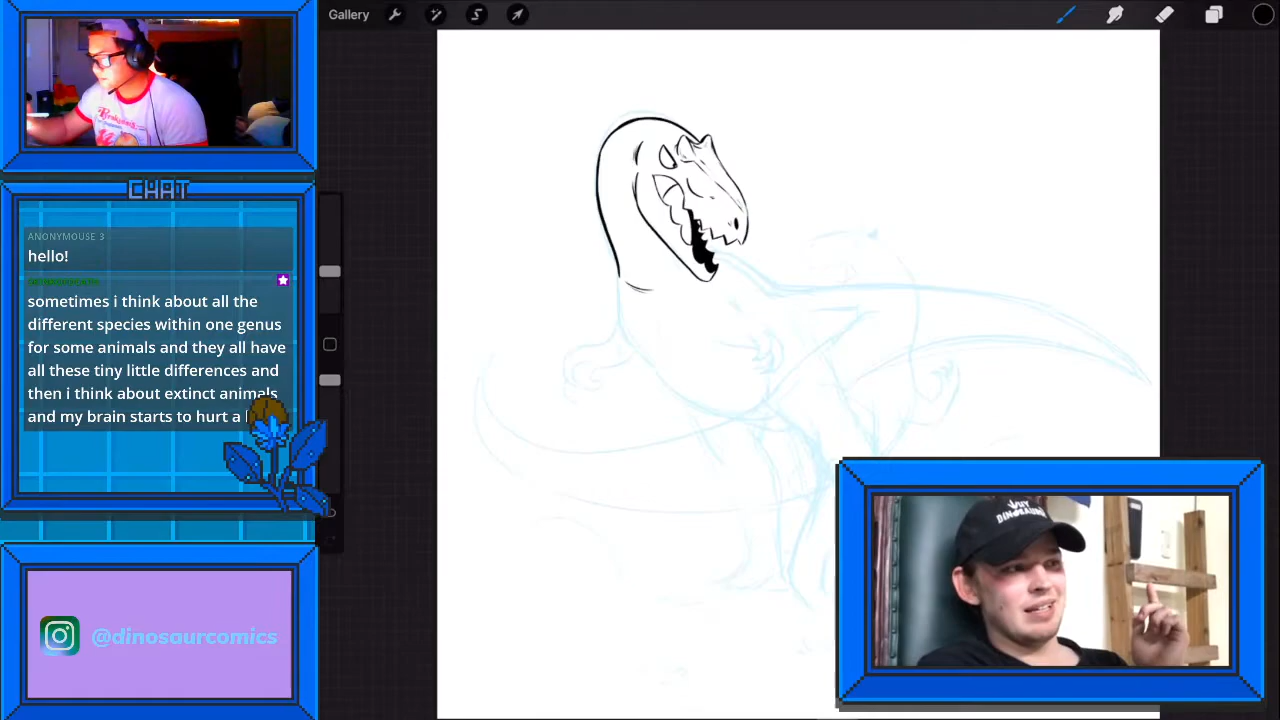 Gallery
CHAT
ANONYMOUSE 3
hello!
sometimes i think about all the
different species within one genus
for some animals and they all have
all these tiny little differences and
then i think about extinct animals
and my brain starts to hurt a
@dinosaurcomics
DINOSAURS